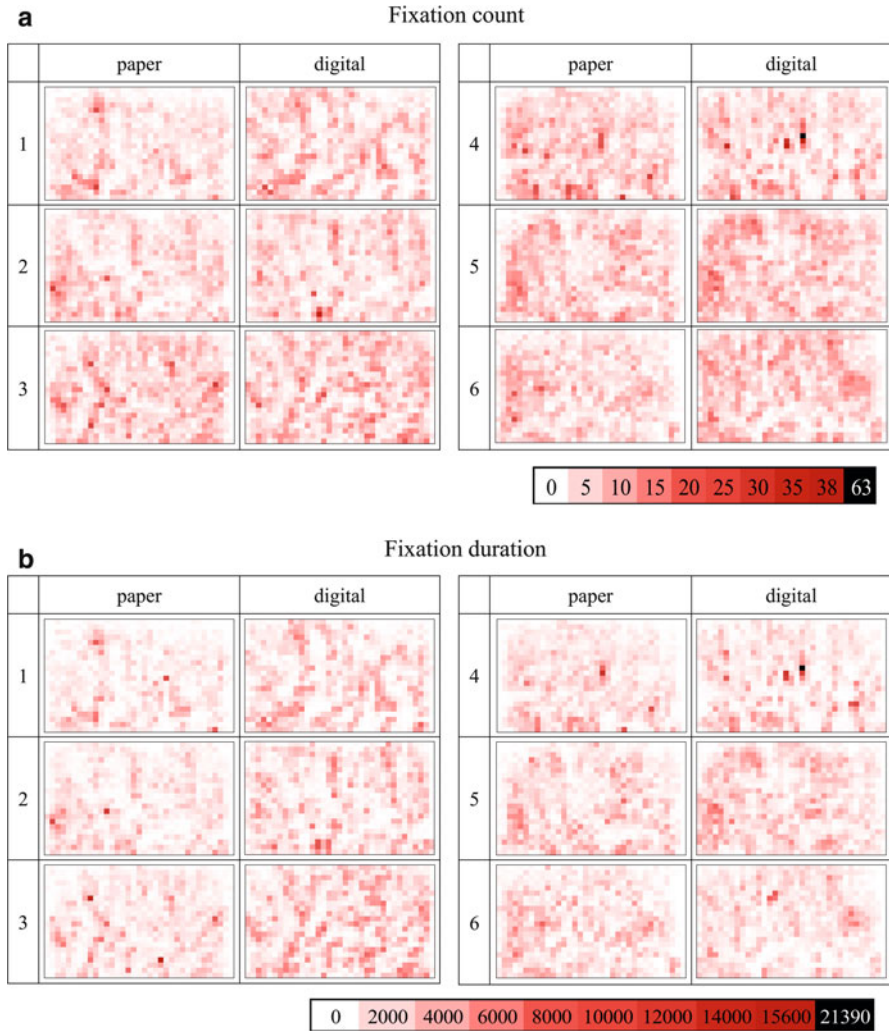 a
Fixation count
paper digital paper digital
1 4
2 5
3 6
0 5 10 15 20 25 30 35 38 63
b
Fixation duration
paper digital paper digital
1 4
2 5
3 6
0 2000 4000 6000 8000 10000 12000 14000 15600 21390